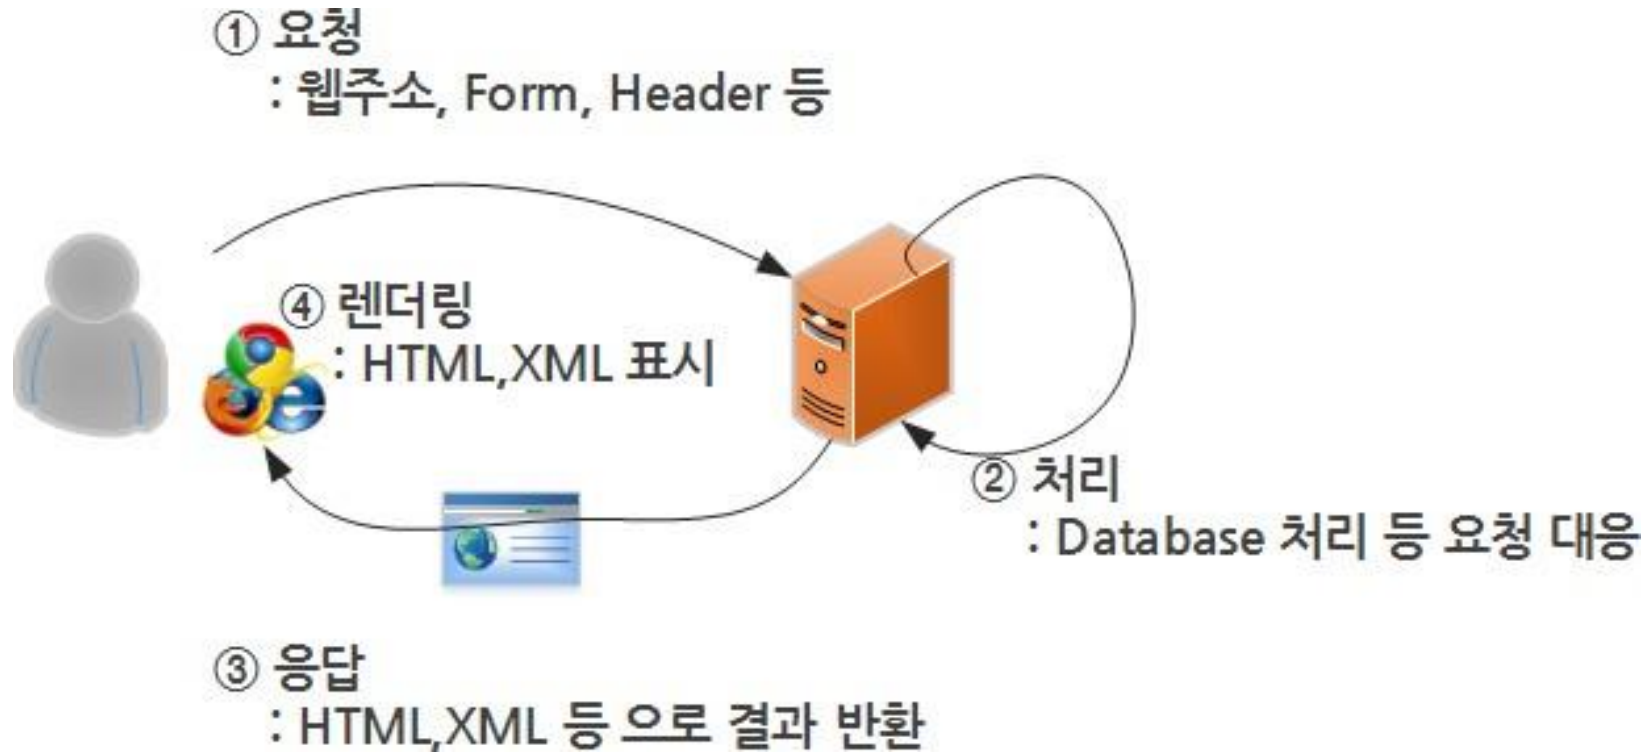 ① 요청
: 웹주소, Form, Header 등
④ 렌더링
: HTML,XML 표시
② 처리
: Database 처리 등 요청 대응
③ 응답
: HTML,XML 등 으로 결과 반환